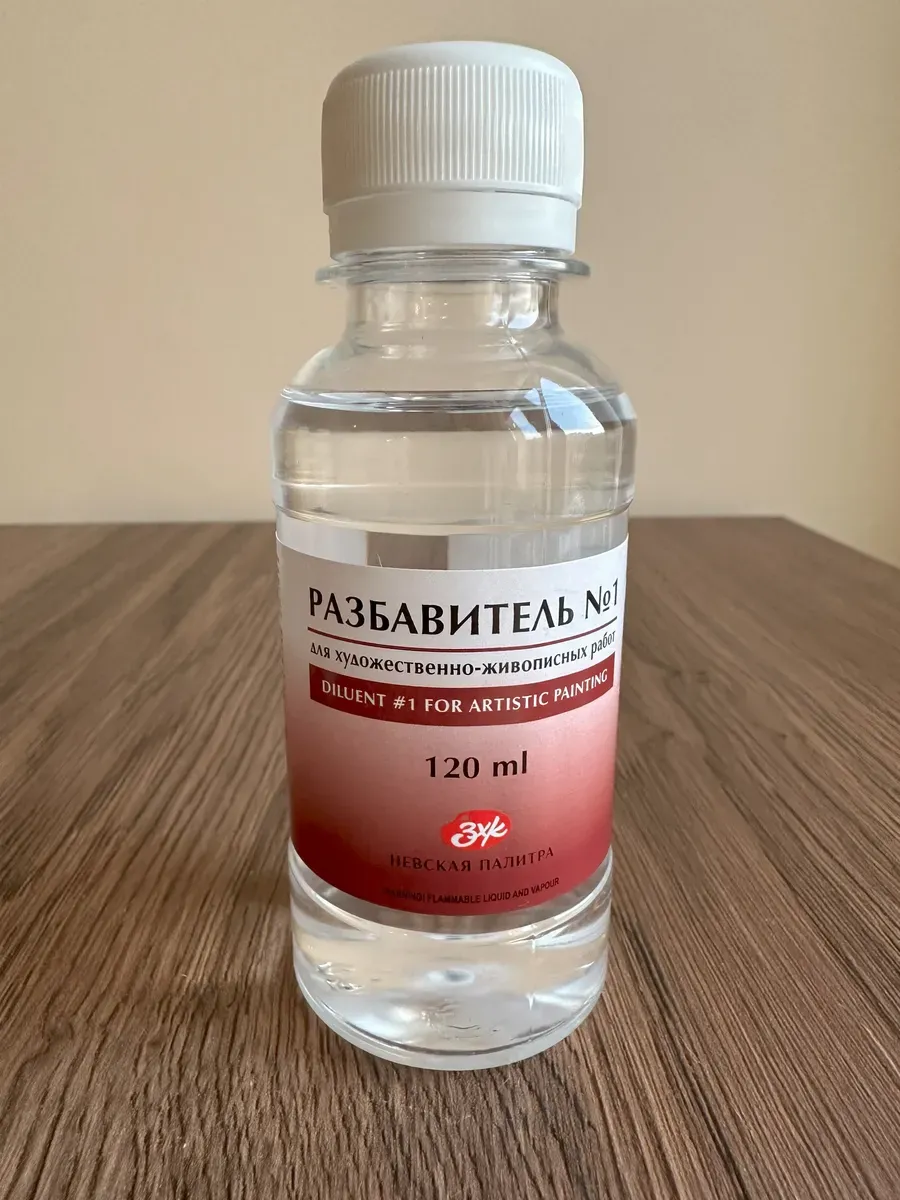 РАЗБАВИТЕЛЬ №1
для художественно-живописных работ
DILUENT #1 FOR ARTISTIC PAINTING
120 ml
ЗХК
НЕВСКАЯ ПАЛИТРА
WARNING! FLAMMABLE LIQUID AND VAPOUR